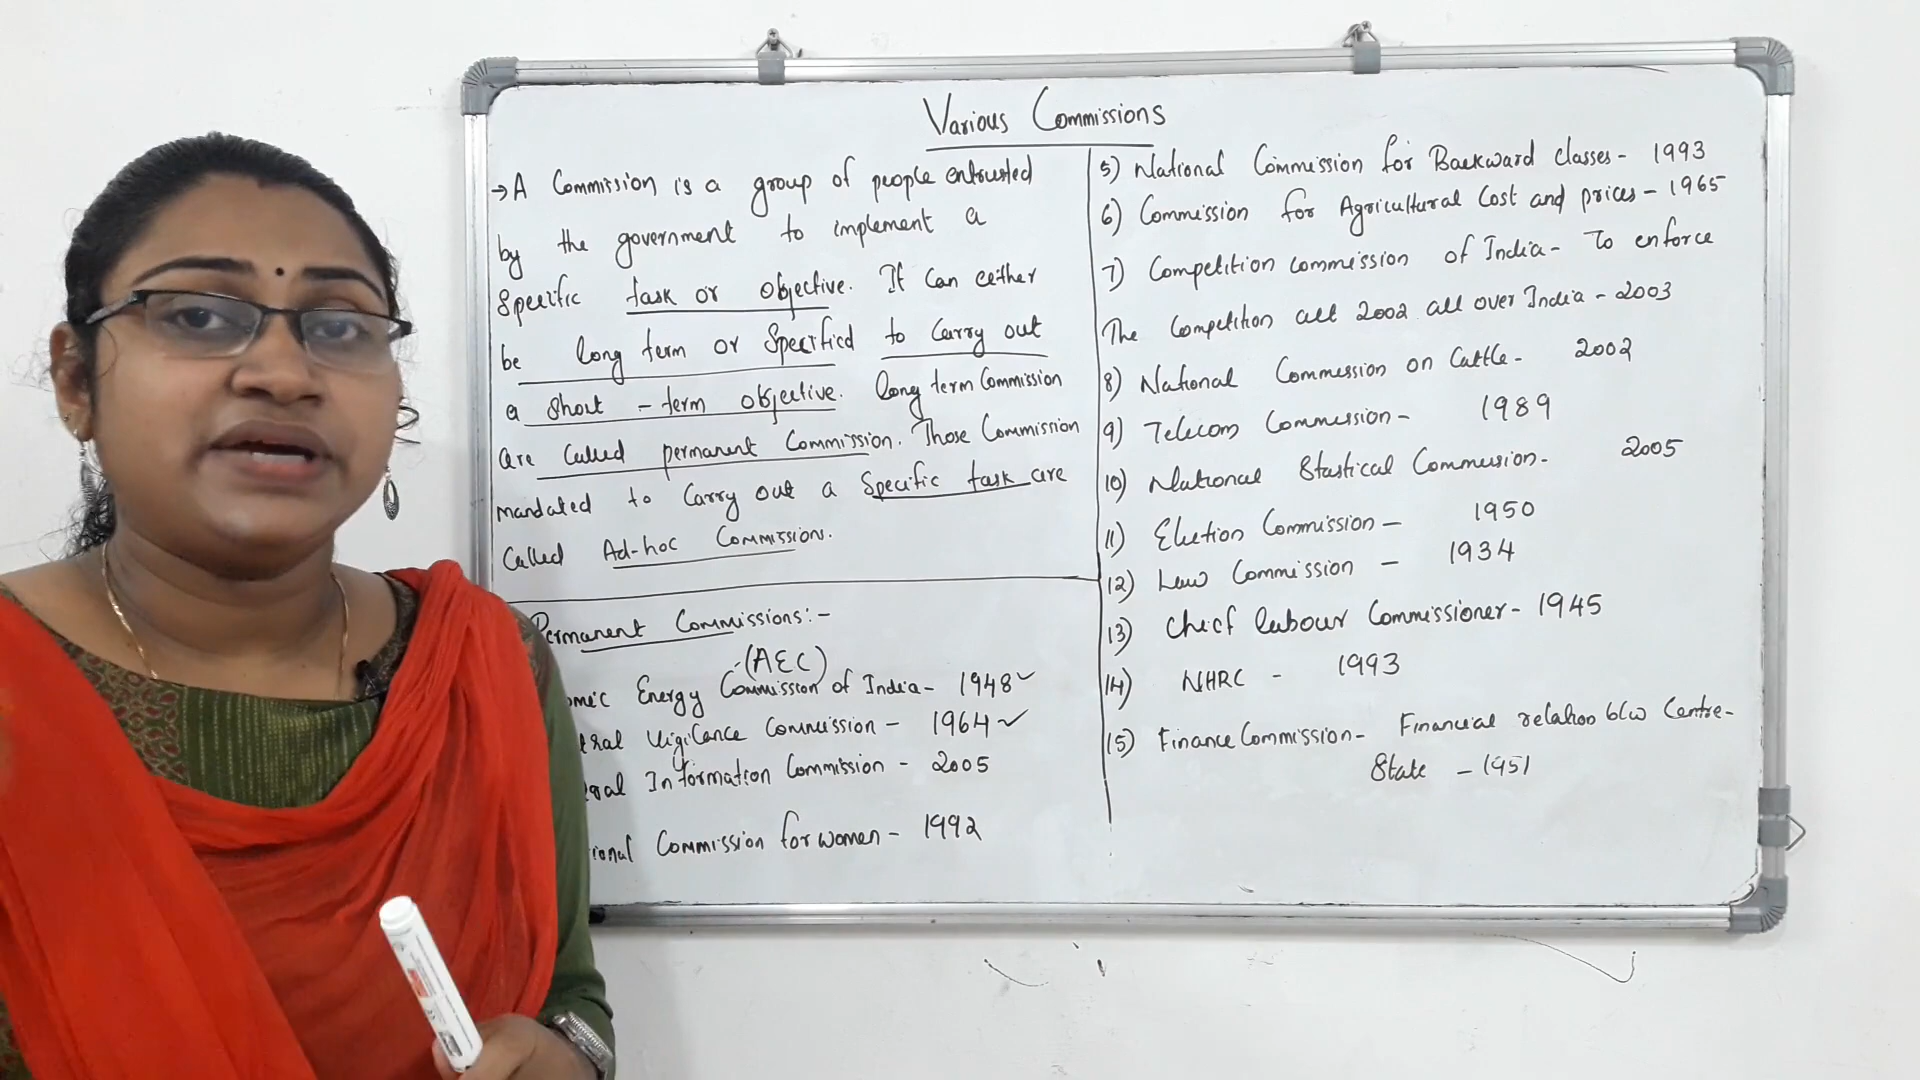 Various Commissions
→ A Commission is a group of people entrusted
by the government to implement a
specific task or objective. It can either
be long term or Specified to carry out
a short - term objective. long term Commission
are called permanent Commission. Those Commission
mandated to carry out a specific task are
Called Ad-hoc Commission.
Permanent Commissions:-
(AEC)
omic Energy Commission of India - 1948 ✓
tral Vigilance Commission - 1964 ✓
Information Commission - 2005
ional Commission for women - 1992
5) National Commission for Backward classes - 1993
6) Commission for Agricultural Cost and prices - 1965
7) Competition commission of India - To enforce
The Competition act 2002 all over India - 2003
8) National Commission on Cattle - 2002
9) Telecom Commission - 1989
10) National Stastical Commission - 2005
11) Election Commission - 1950
12) Law Commission - 1934
13) Chief labour Commissioner - 1945
14) NHRC - 1993
15) Finance Commission - Financial relation b/w Centre-
State - 1951